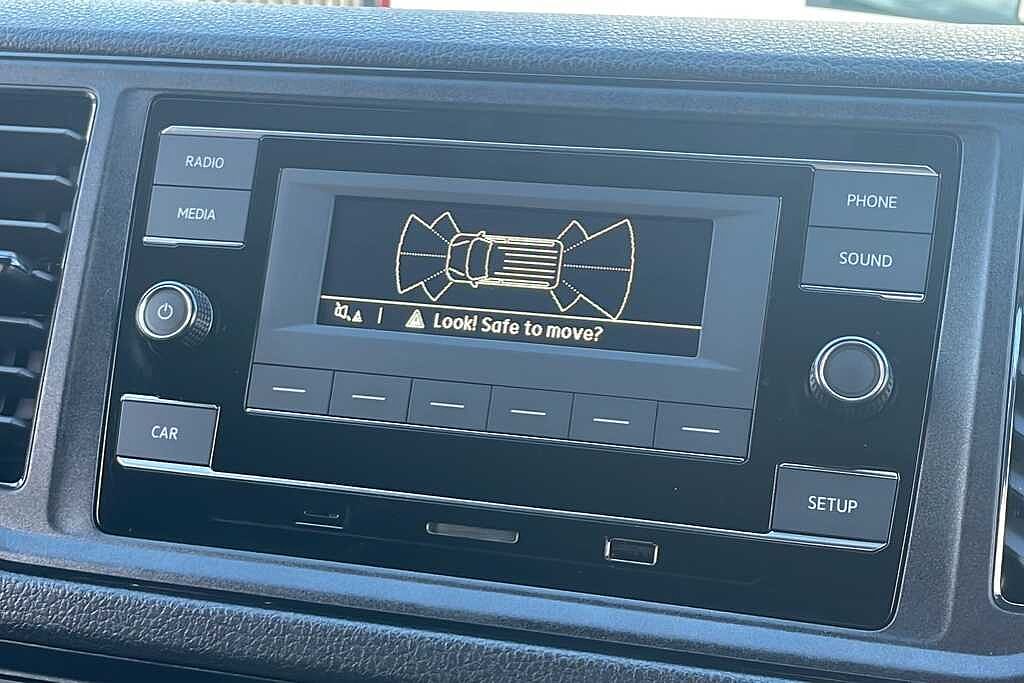 RADIO
MEDIA
PHONE
SOUND
Look! Safe to move?
CAR
SETUP